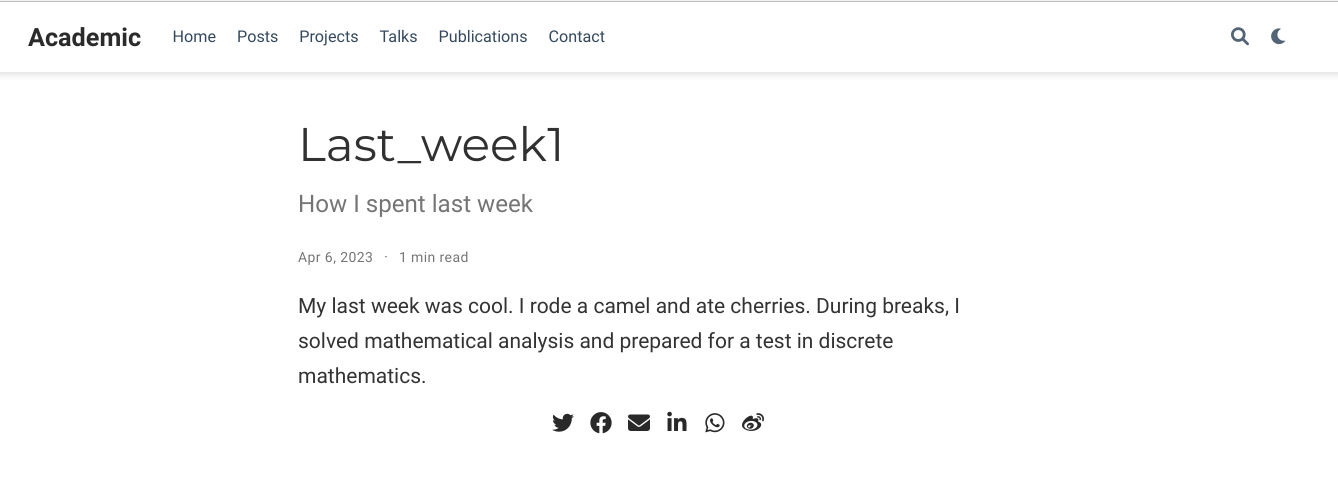 Academic Home Posts Projects Talks Publications Contact
Last_week1
How I spent last week
Apr 6, 2023 · 1 min read
My last week was cool. I rode a camel and ate cherries. During breaks, I
solved mathematical analysis and prepared for a test in discrete
mathematics.